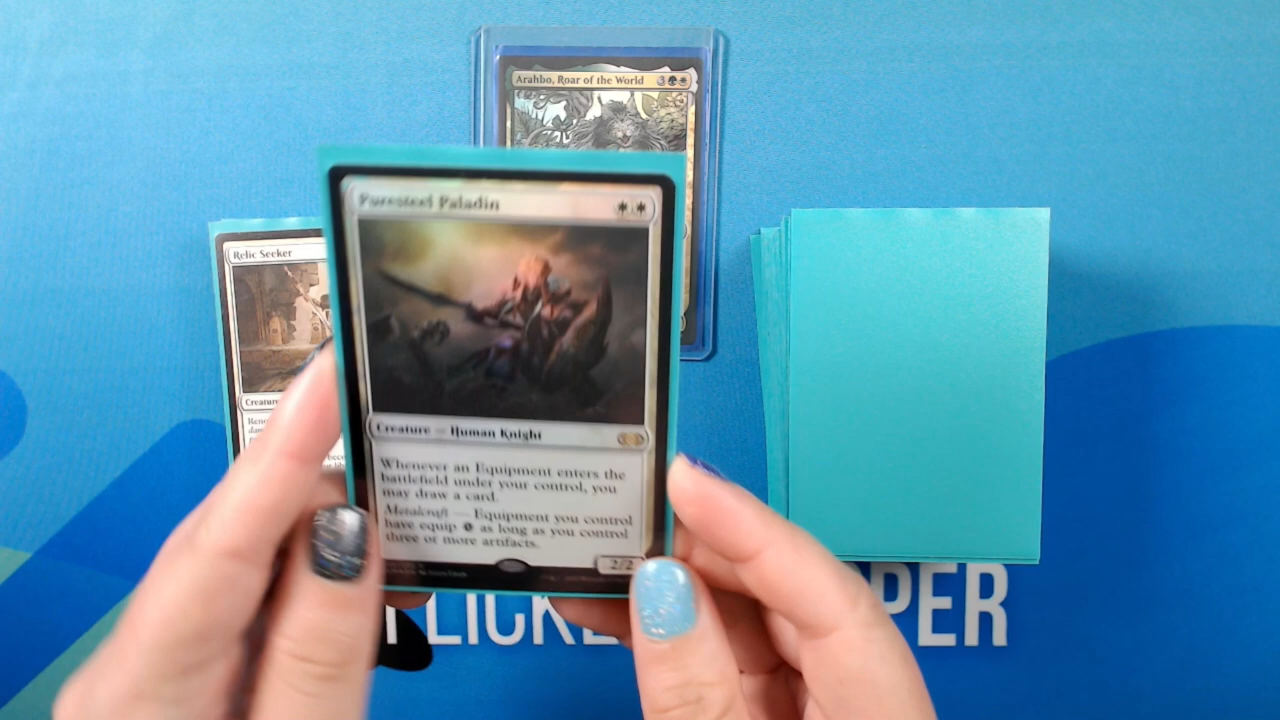 Arahbo, Roar of the World
3
Puresteel Paladin
Relic Seeker
Creature — Human Knight
Creature
Whenever an Equipment enters the
battlefield under your control, you
may draw a card.
Metalcraft — Equipment you control
have equip 0 as long as you control
three or more artifacts.
2/2
FLICKE
PER